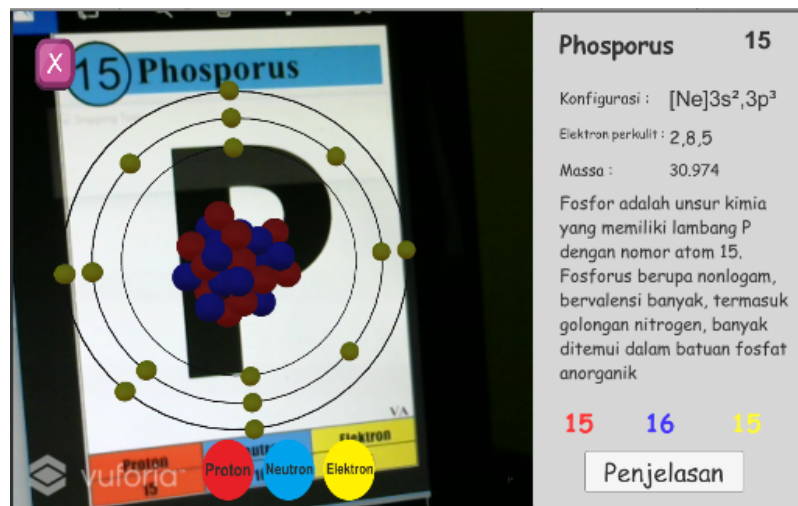 X
15 Phosporus
P
VA
Proton
Elektron
15
Proton
Neutron
Elektron
vuforia
Phosporus 15
Konfigurasi : [Ne]3s²,3p³
Elektron perkulit : 2,8,5
Massa : 30.974
Fosfor adalah unsur kimia
yang memiliki lambang P
dengan nomor atom 15.
Fosforus berupa nonlogam,
bervalensi banyak, termasuk
golongan nitrogen, banyak
ditemui dalam batuan fosfat
anorganik
15 16 15
Penjelasan